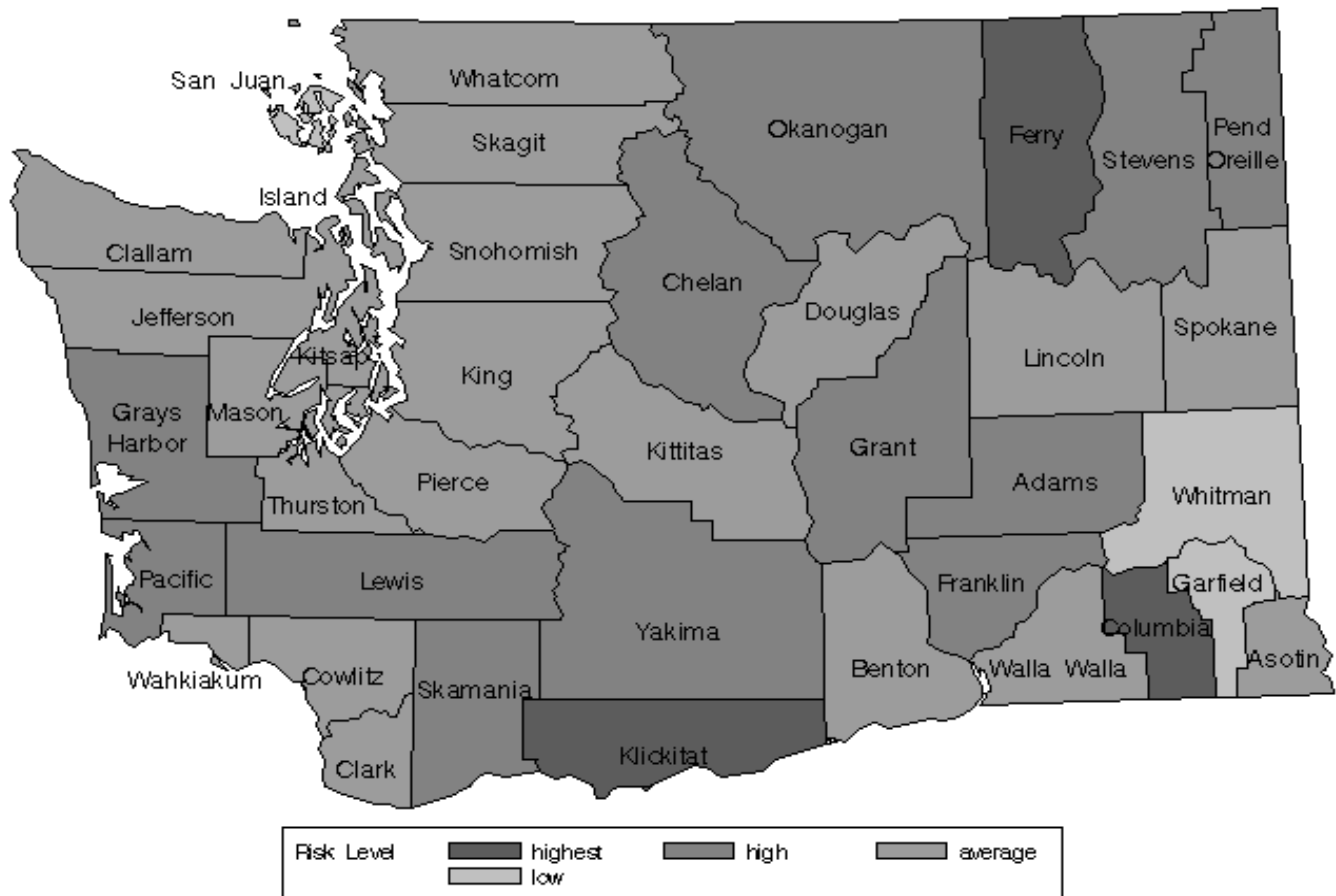 Whatcom
San Juan
Okanogan
Ferry
Pend
Oreille
Skagit
Stevens
Island
Clallam
Snohomish
Chelan
Douglas
Jefferson
Spokane
Kitsap
King
Lincoln
Grays
Harbor
Mason
Kittitas
Grant
Pierce
Adams
Whitman
Thurston
Pacific
Lewis
Franklin
Garfield
Yakima
Columbia
Wahkiakum
Cowlitz
Skamania
Benton
Walla Walla
Asotin
Clark
Klickitat
Risk Level highest high average
low